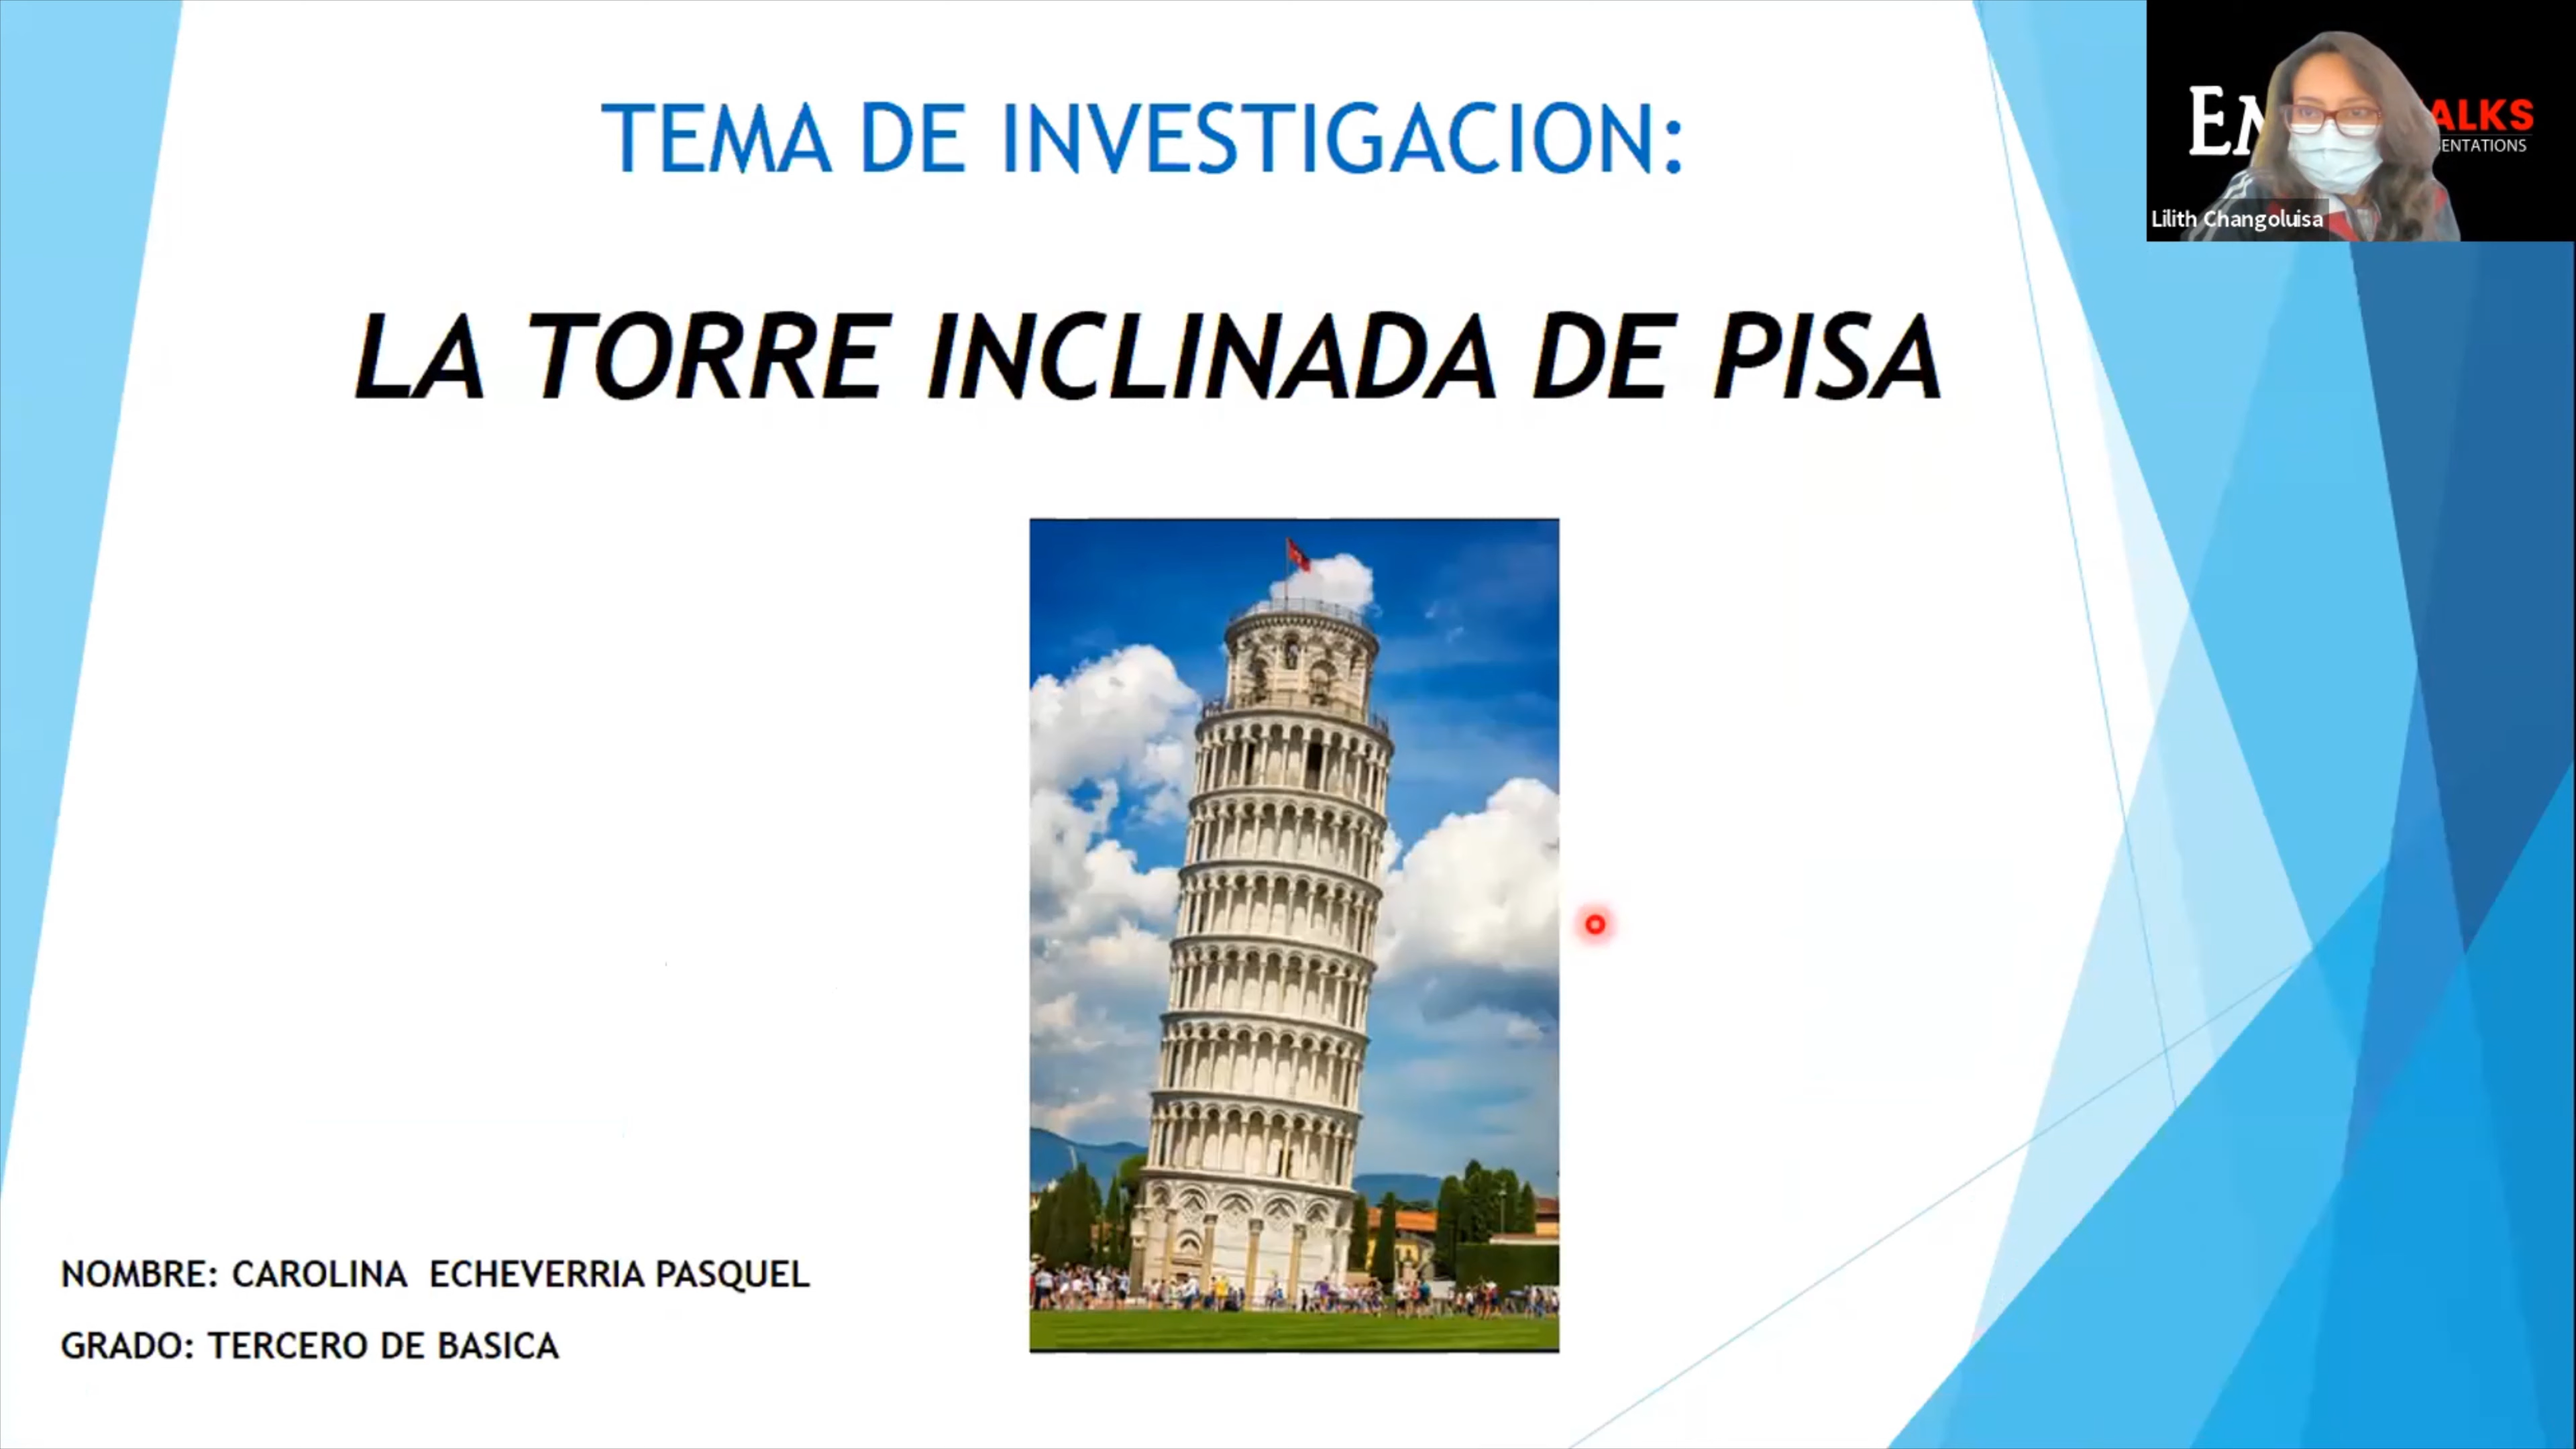 TEMA DE INVESTIGACION:
LA TORRE INCLINADA DE PISA
NOMBRE: CAROLINA ECHEVERRIA PASQUEL
GRADO: TERCERO DE BASICA
Lilith Changoluisa